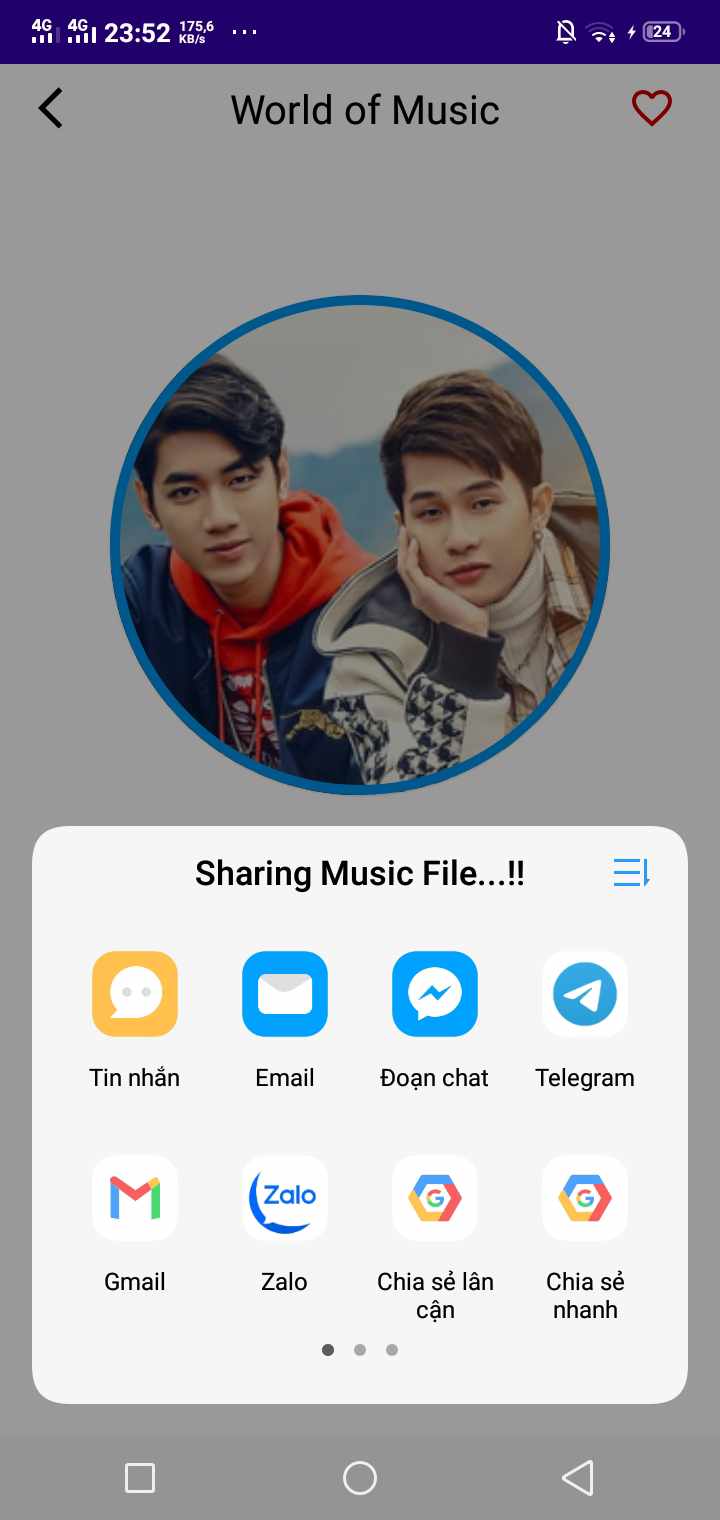 4G 4G 23:52 175,6 KB/s ... 24
World of Music
Sharing Music File...!!
Tin nhắn Email Đoạn chat Telegram
Zalo G G
Gmail Zalo Chia sẻ lân cận Chia sẻ nhanh